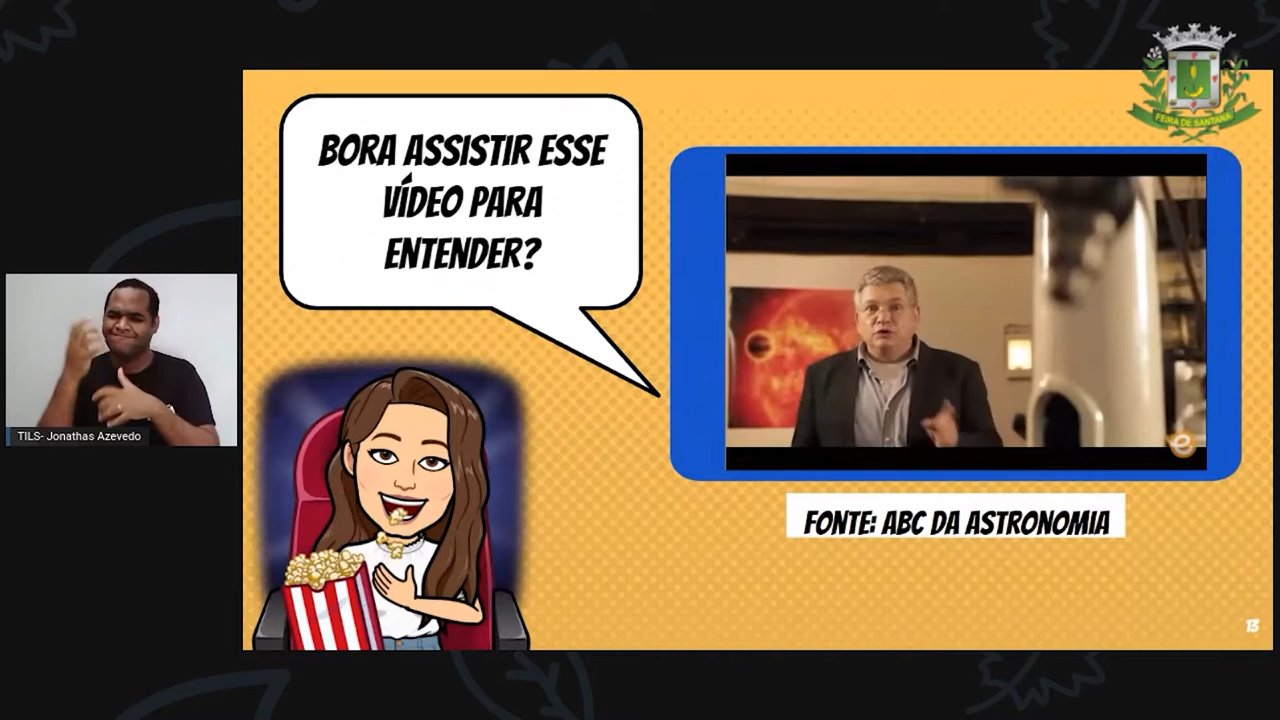 BORA ASSISTIR ESSE
VÍDEO PARA
ENTENDER?
FEIRA DE SANTANA
TILS- Jonathas Azevedo
FONTE: ABC DA ASTRONOMIA
13